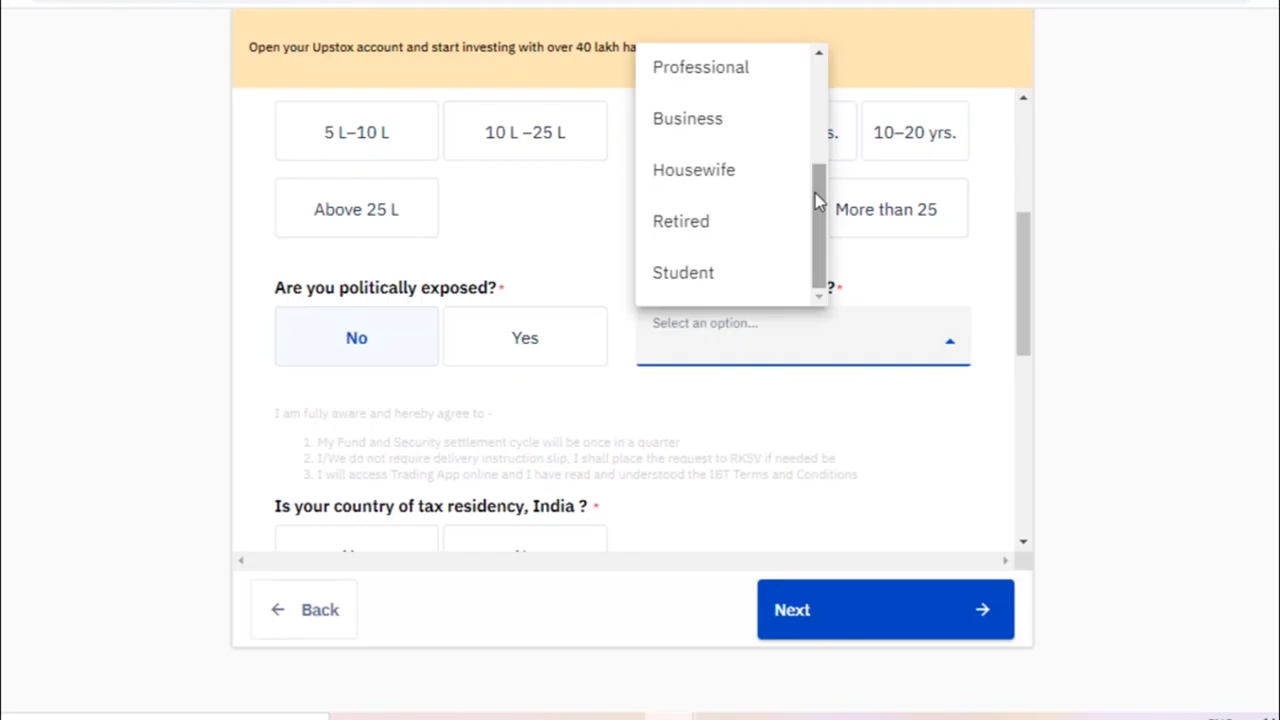 Open your Upstox account and start investing with over 40 lakh
Professional
Business
Housewife
Retired
Student
5 L–10 L
10 L –25 L
10–20 yrs.
Above 25 L
More than 25
Are you politically exposed?*
?*
No
Yes
Select an option...
I am fully aware and hereby agree to -
1. My Fund and Security settlement cycle will be once in a quarter
2. I/We do not require delivery instruction slip, I shall place the request to RKSV if needed be
3. I will access Trading App online and I have read and understood the IBT Terms and Conditions
Is your country of tax residency, India ? *
Back
Next